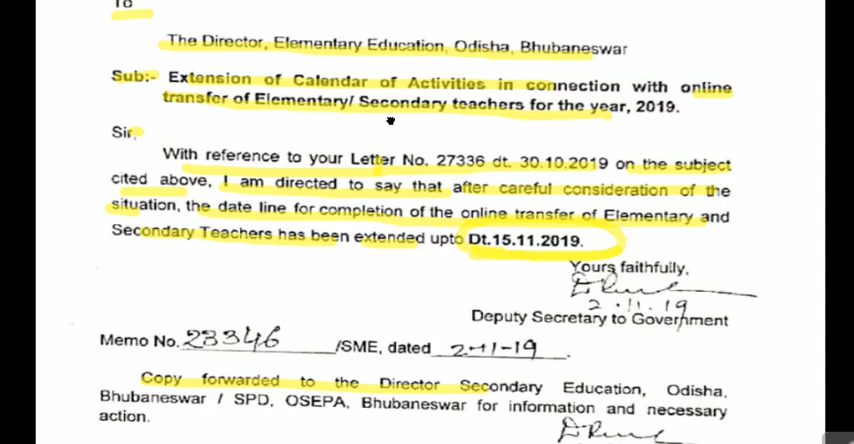 To
The Director, Elementary Education, Odisha, Bhubaneswar
Sub:- Extension of Calendar of Activities in connection with online
transfer of Elementary/ Secondary teachers for the year, 2019.
Sir,
With reference to your Letter No. 27336 dt. 30.10.2019 on the subject
cited above, I am directed to say that after careful consideration of the
situation, the date line for completion of the online transfer of Elementary and
Secondary Teachers has been extended upto Dt.15.11.2019.
Yours faithfully,
2.11.19
Deputy Secretary to Government
Memo No. 23346 /SME, dated 2-11-19.
Copy forwarded to the Director Secondary Education, Odisha,
Bhubaneswar / SPD, OSEPA, Bhubaneswar for information and necessary
action.